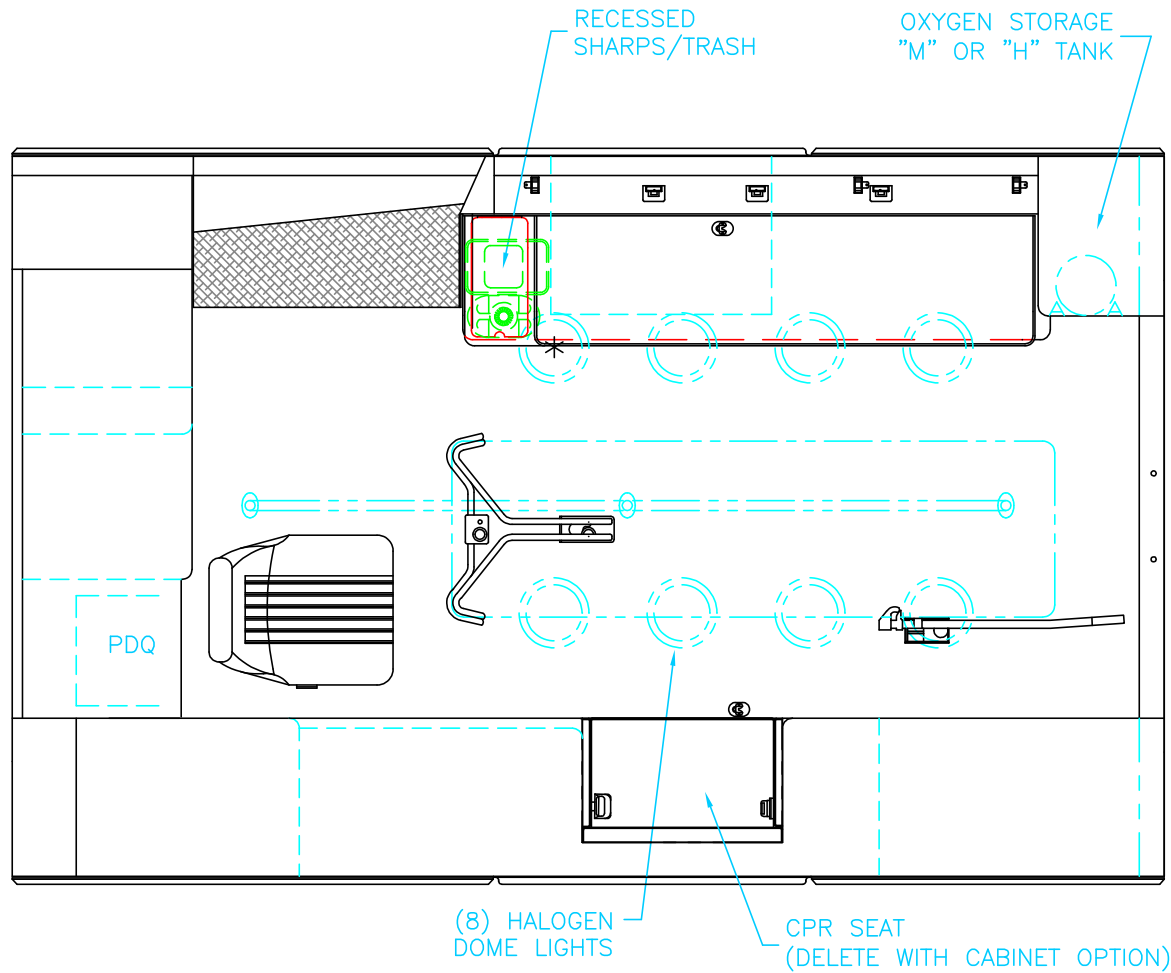 RECESSED
SHARPS/TRASH
OXYGEN STORAGE
"M" OR "H" TANK
PDQ
(8) HALOGEN
DOME LIGHTS
CPR SEAT
(DELETE WITH CABINET OPTION)